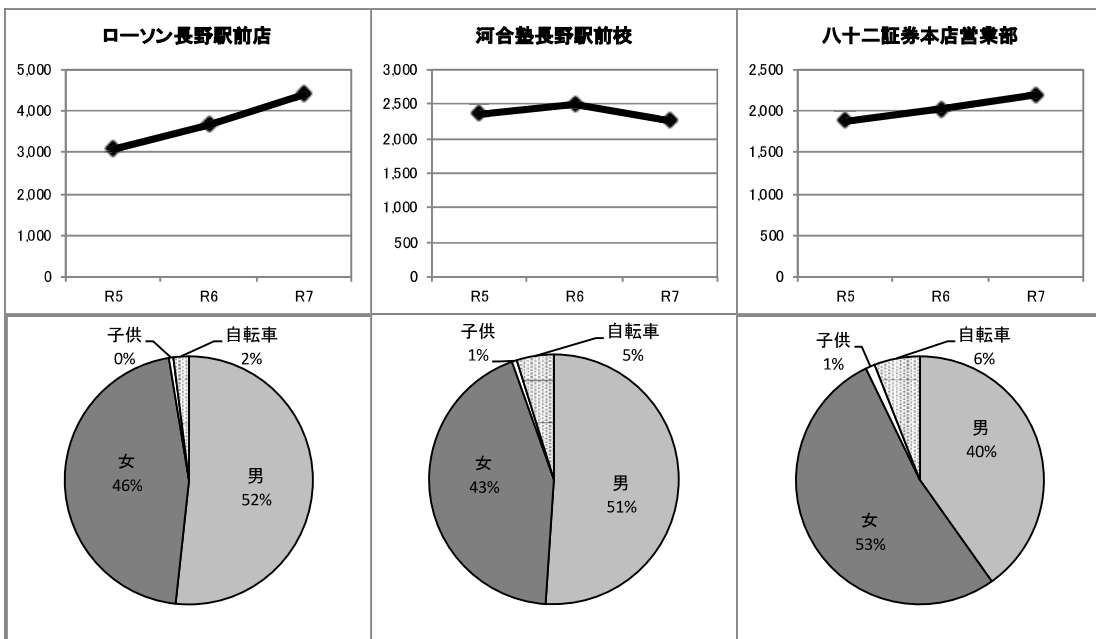 ローソン長野駅前店
5,000
4,000
3,000
2,000
1,000
0
R5 R6 R7
河合塾長野駅前校
3,000
2,500
2,000
1,500
1,000
500
0
R5 R6 R7
八十二証券本店営業部
2,500
2,000
1,500
1,000
500
0
R5 R6 R7
子供
0%
自転車
2%
女
46%
男
52%
子供
1%
自転車
5%
女
43%
男
51%
子供
1%
自転車
6%
男
40%
女
53%